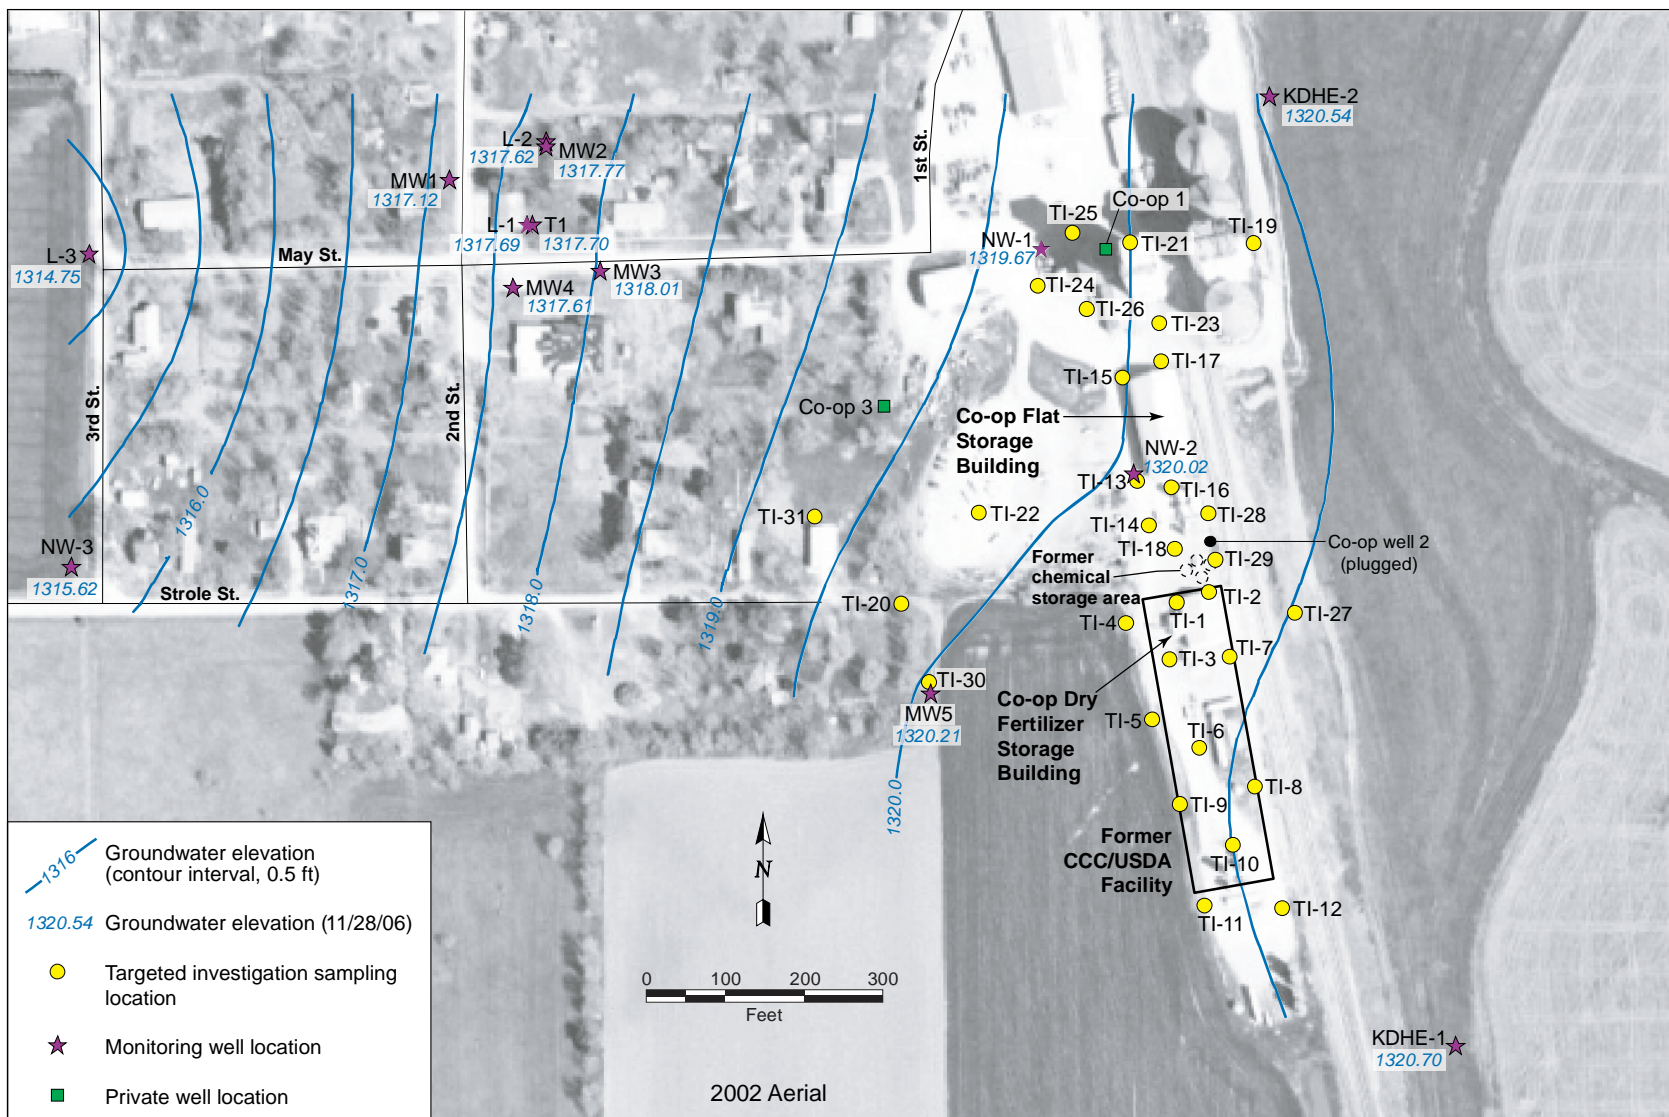 KDHE-2
1320.54
L-2
1317.62
MW2
1317.77
MW1
1317.12
1st St.
Co-op 1
TI-25
TI-19
TI-21
NW-1
1319.67
L-1
1317.69
T1
1317.70
May St.
L-3
1314.75
MW3
1318.01
MW4
1317.61
TI-24
TI-26
TI-23
TI-17
TI-15
3rd St.
2nd St.
Co-op 3
Co-op Flat
Storage
Building
NW-2
1320.02
TI-13
TI-16
TI-22
TI-28
TI-31
TI-14
TI-18
Co-op well 2
(plugged)
TI-29
Former
chemical
storage area
1316.0
NW-3
1315.62
Strole St.
1317.0
1318.0
1319.0
TI-20
TI-2
TI-1
TI-4
TI-27
TI-3
TI-7
TI-30
MW5
1320.21
Co-op Dry
Fertilizer
Storage
Building
TI-5
TI-6
TI-8
TI-9
1320.0
Former
CCC/USDA
Facility
TI-10
TI-11
TI-12
KDHE-1
1320.70
N
0 100 200 300
Feet
2002 Aerial
1316
Groundwater elevation
(contour interval, 0.5 ft)
1320.54 Groundwater elevation (11/28/06)
Targeted investigation sampling
location
Monitoring well location
Private well location